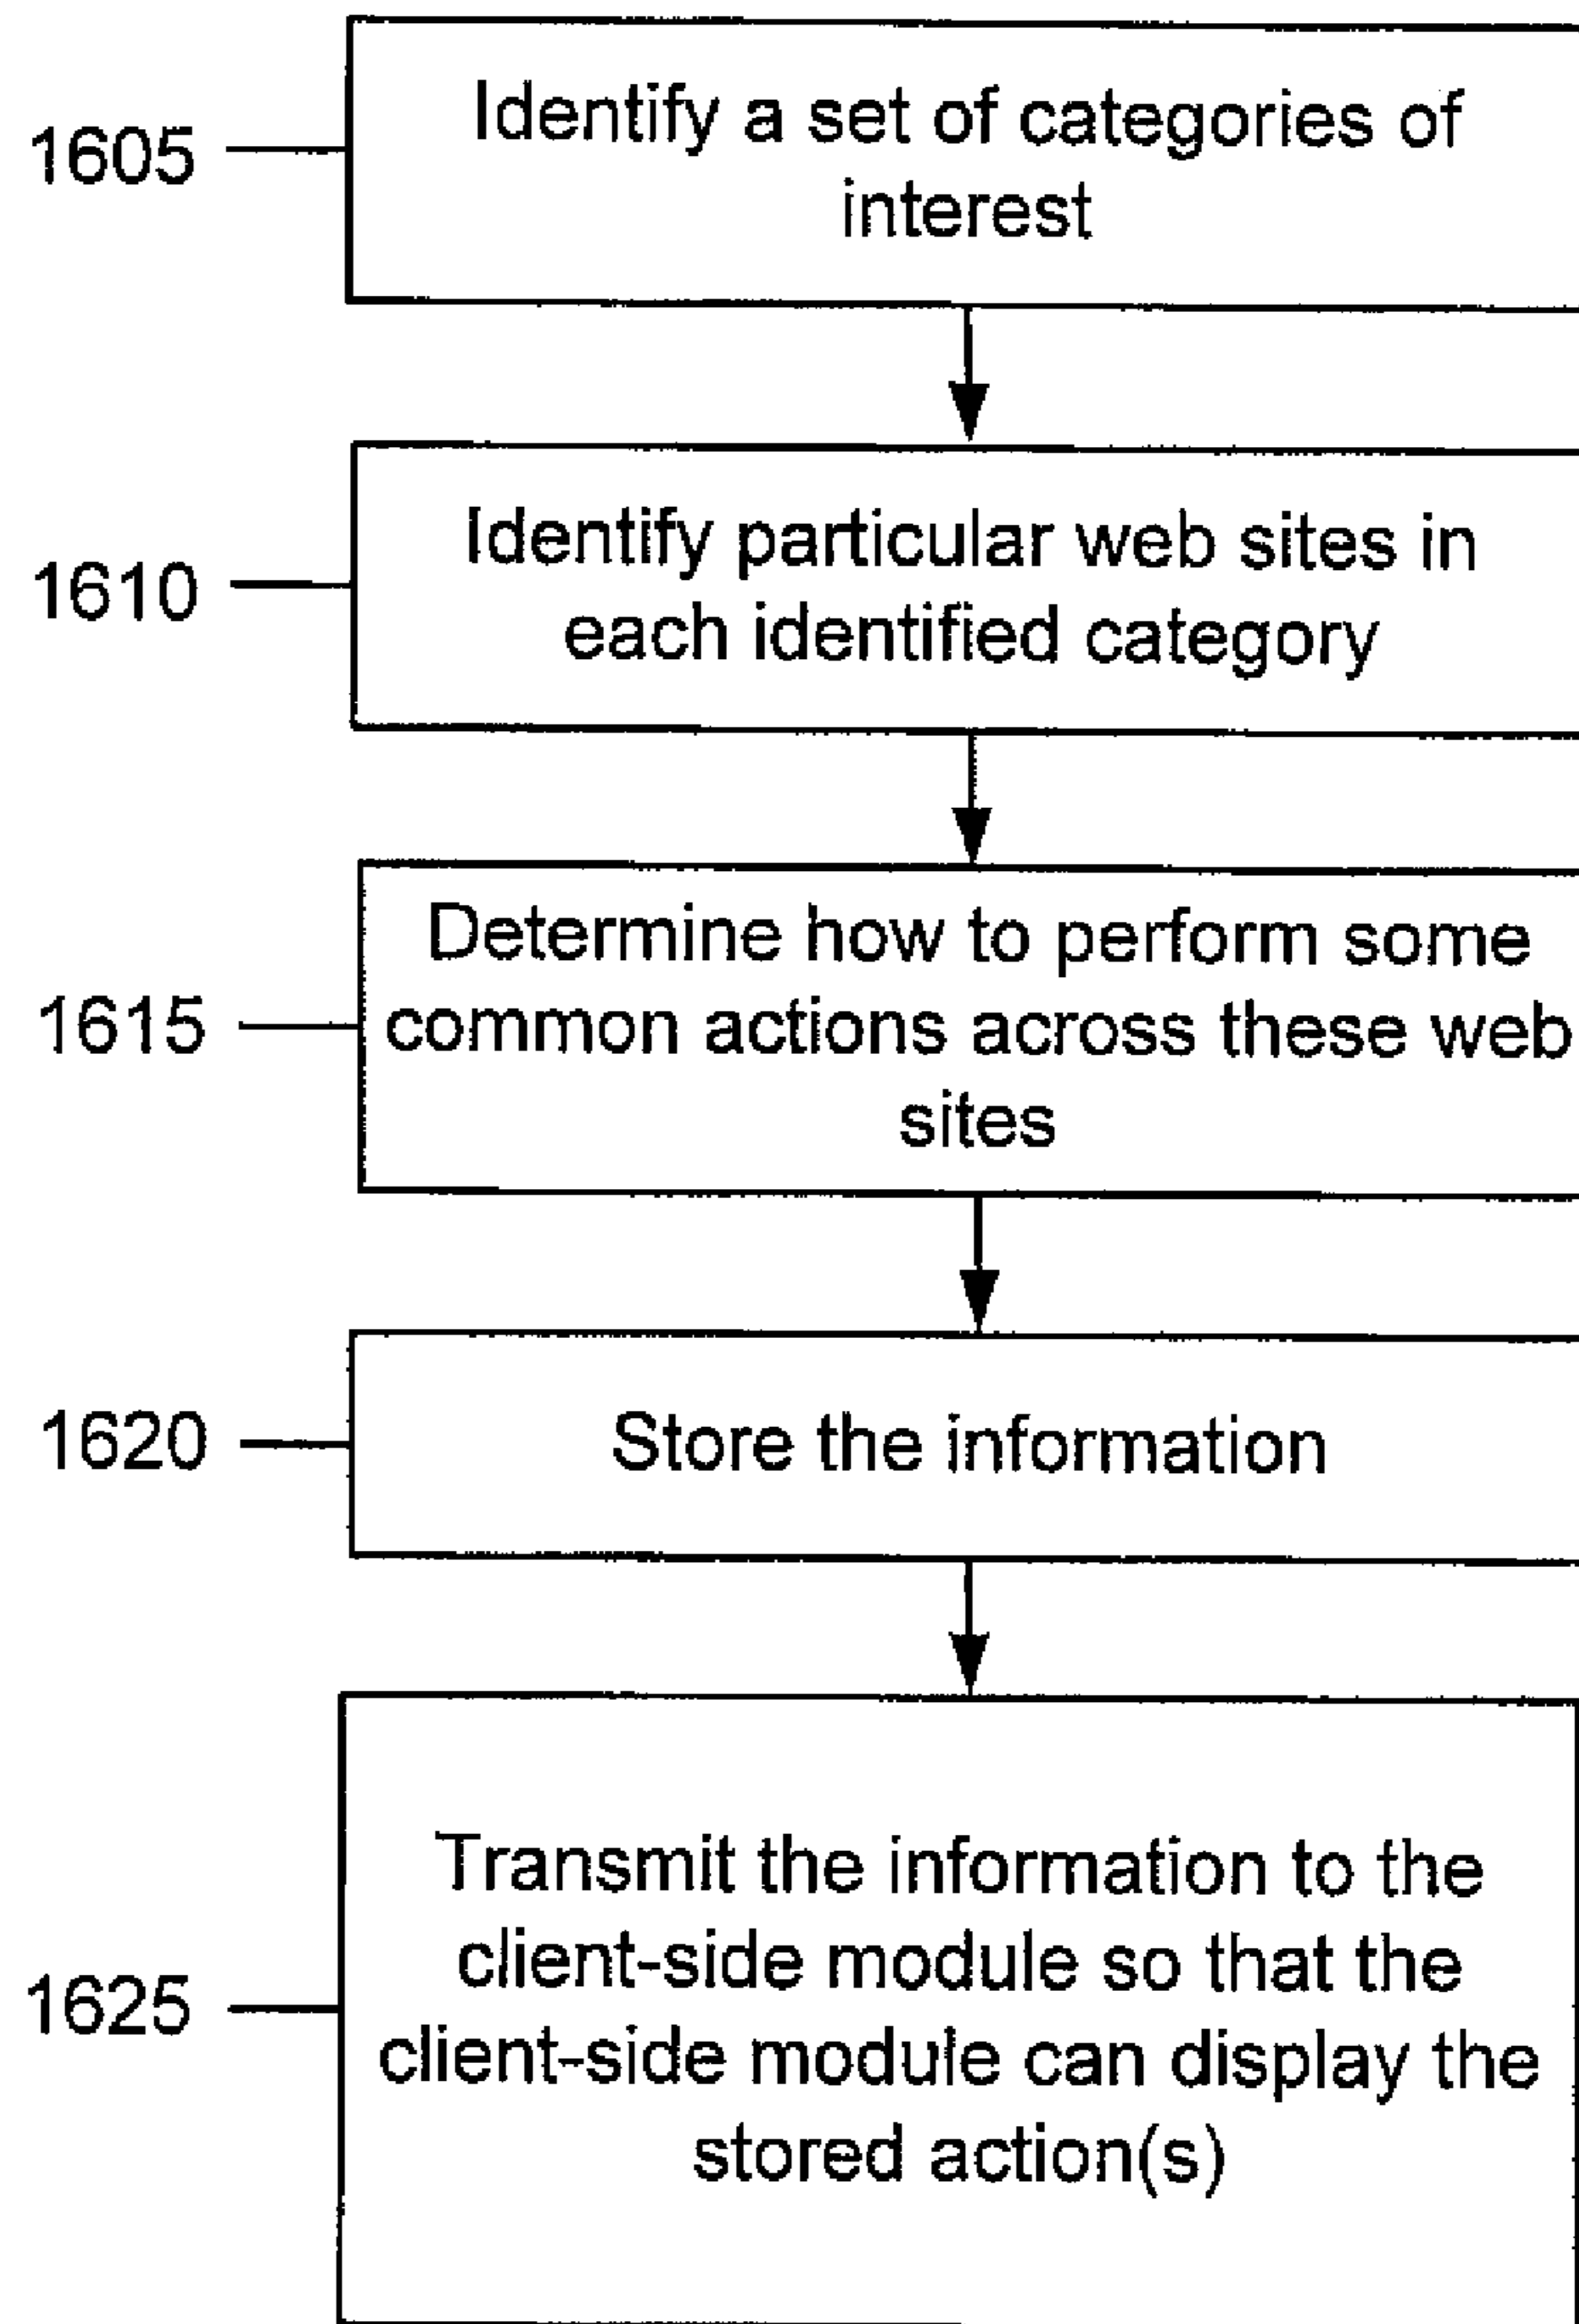 1605
Identify a set of categories of
interest
1610
Identify particular web sites in
each identified category
1615
Determine how to perform some
common actions across these web
sites
1620
Store the information
1625
Transmit the information to the
client-side module so that the
client-side module can display the
stored action(s)